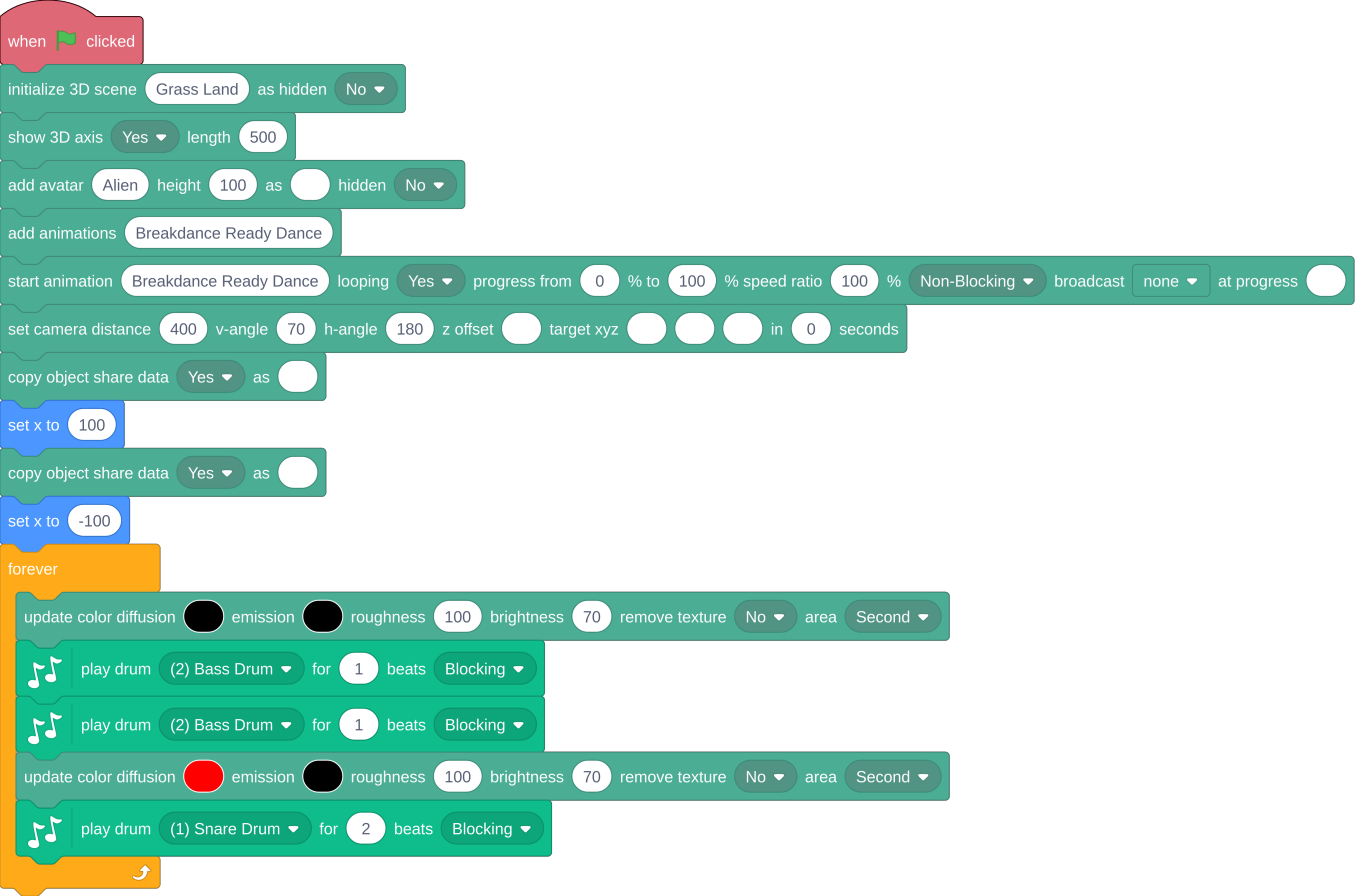 when clicked
initialize 3D scene Grass Land as hidden No
show 3D axis Yes length 500
add avatar Alien height 100 as hidden No
add animations Breakdance Ready Dance
start animation Breakdance Ready Dance looping Yes progress from 0 % to 100 % speed ratio 100 % Non-Blocking broadcast none at progress
set camera distance 400 v-angle 70 h-angle 180 z offset target xyz in 0 seconds
copy object share data Yes as
set x to 100
copy object share data Yes as
set x to -100
forever
update color diffusion emission roughness 100 brightness 70 remove texture No area Second
play drum (2) Bass Drum for 1 beats Blocking
play drum (2) Bass Drum for 1 beats Blocking
update color diffusion emission roughness 100 brightness 70 remove texture No area Second
play drum (1) Snare Drum for 2 beats Blocking